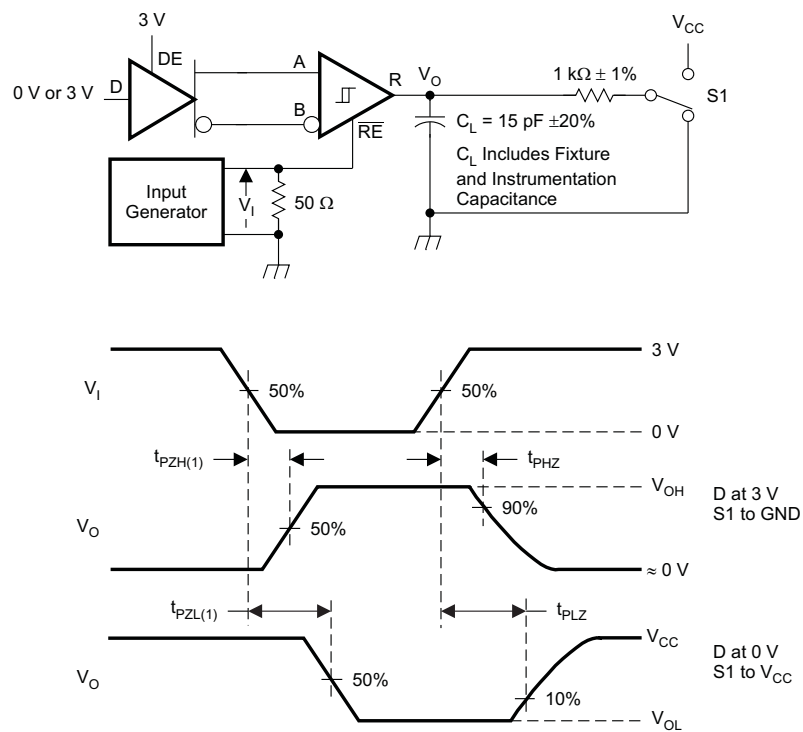 3 V
V_CC
DE
A
R
V_O
1 kΩ ± 1%
0 V or 3 V
D
S1
B
R̅E̅
C_L = 15 pF ±20%
C_L Includes Fixture
and Instrumentation
Capacitance
Input
Generator
V_I
50 Ω
3 V
V_I
50%
50%
0 V
t_PZH(1)
t_PHZ
V_OH
D at 3 V
S1 to GND
90%
V_O
50%
≈ 0 V
t_PZL(1)
t_PLZ
V_CC
D at 0 V
S1 to V_CC
V_O
50%
10%
V_OL